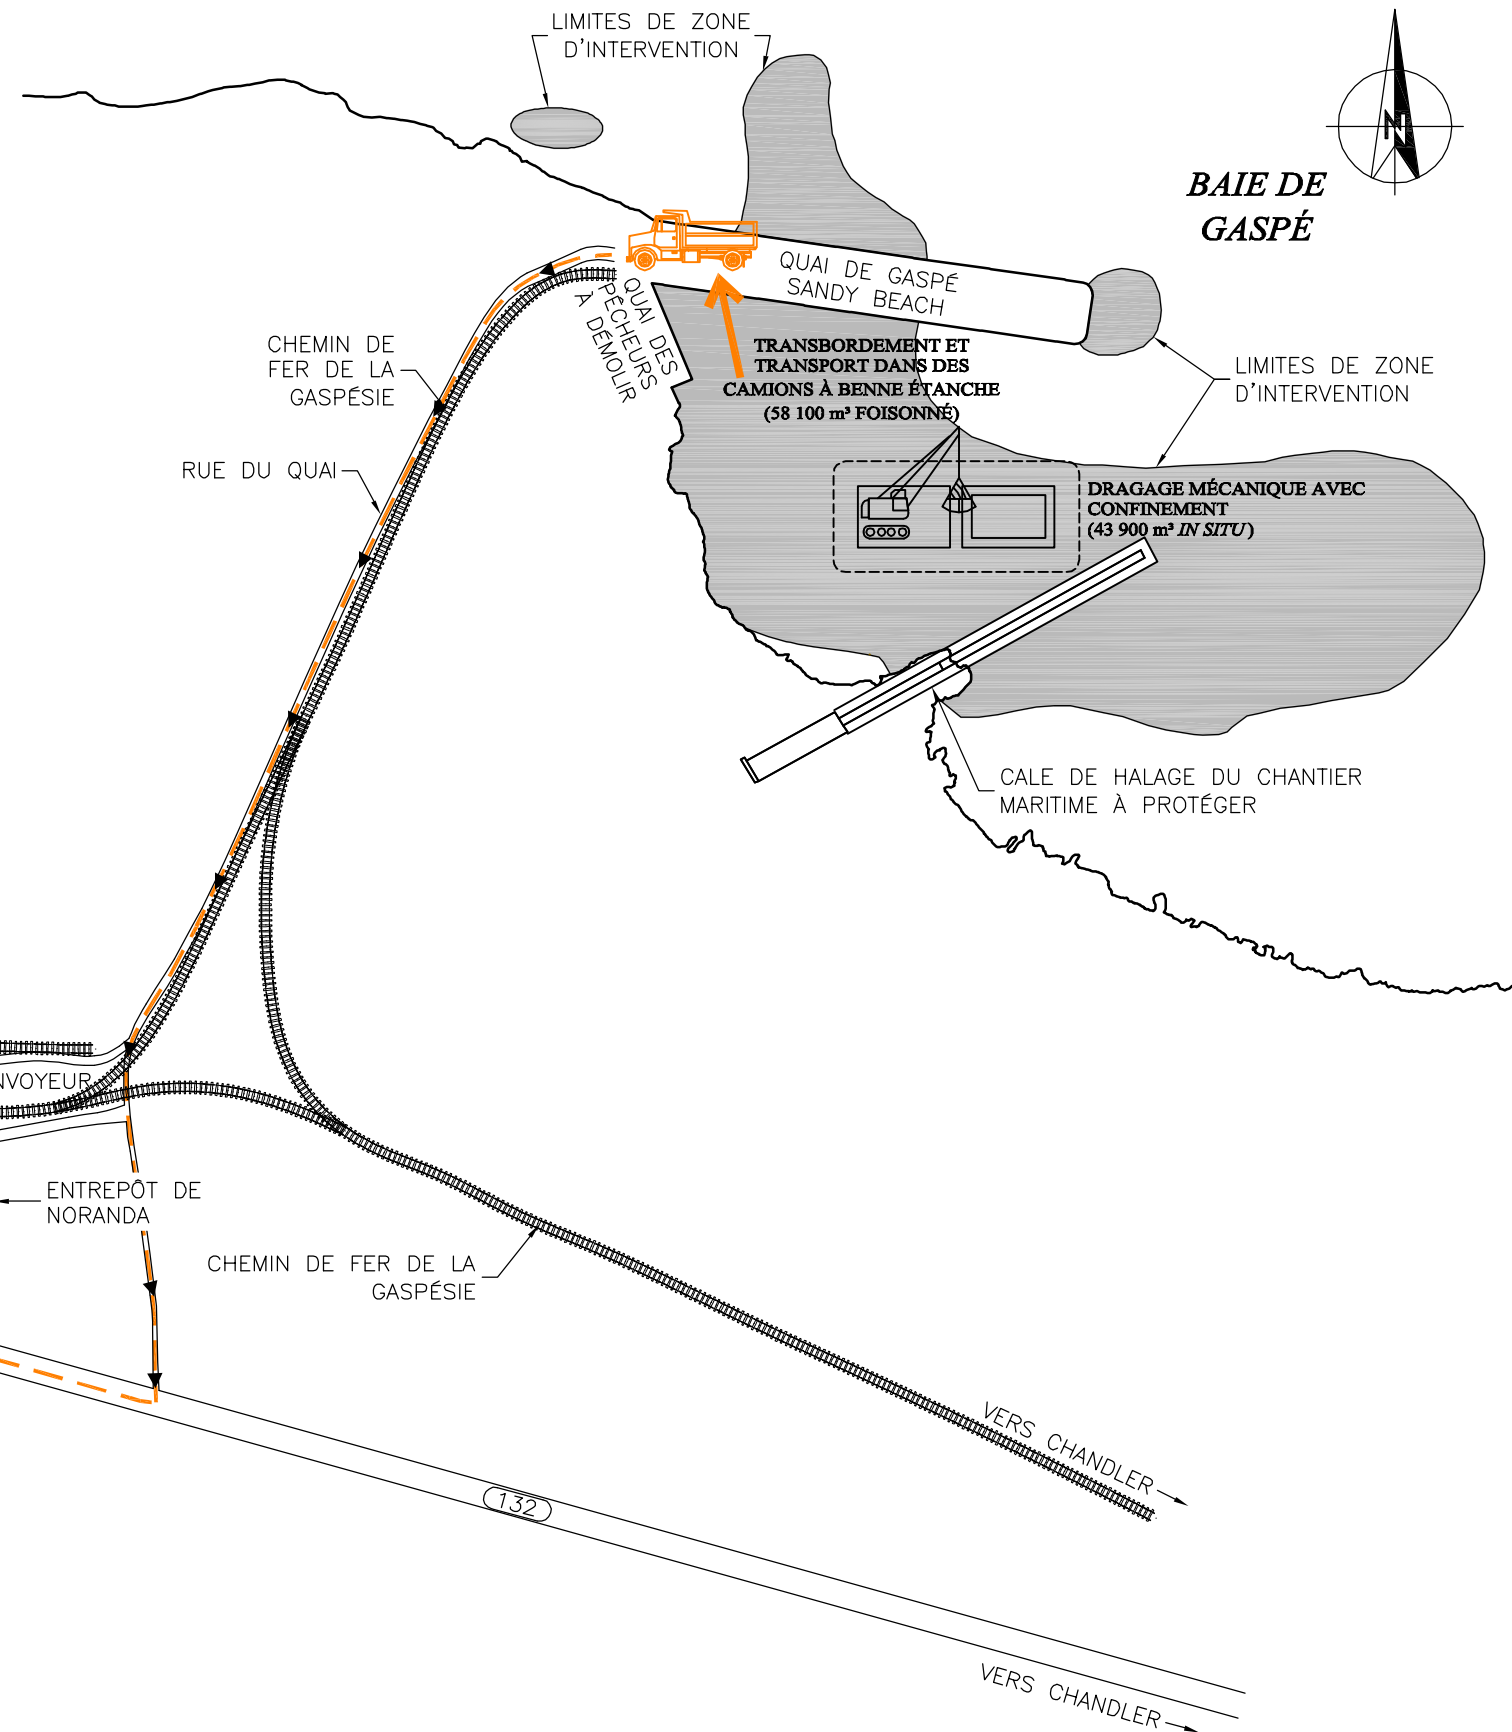 LIMITES DE ZONE
D'INTERVENTION
N
BAIE DE
GASPÉ
QUAI DE GASPÉ
SANDY BEACH
QUAI DES
PÊCHEURS
À DÉMOLIR
CHEMIN DE
FER DE LA
GASPÉSIE
TRANSBORDEMENT ET
TRANSPORT DANS DES
CAMIONS À BENNE ÉTANCHE
(58 100 m³ FOISONNÉ)
LIMITES DE ZONE
D'INTERVENTION
RUE DU QUAI
DRAGAGE MÉCANIQUE AVEC
CONFINEMENT
(43 900 m³ IN SITU)
CALE DE HALAGE DU CHANTIER
MARITIME À PROTÉGER
NVOYEUR
ENTREPÔT DE
NORANDA
CHEMIN DE FER DE LA
GASPÉSIE
VERS CHANDLER
132
VERS CHANDLER